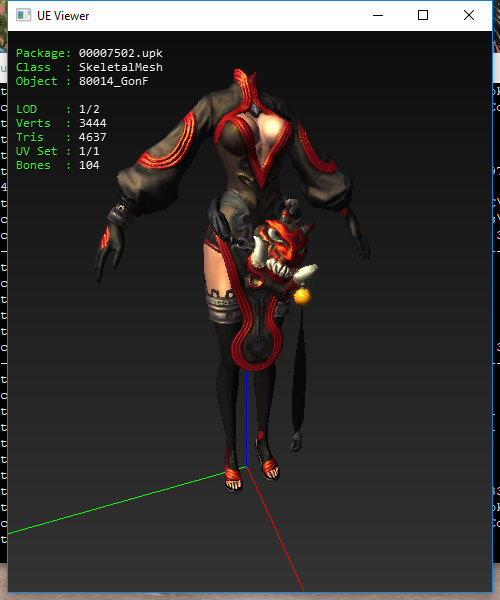 UE Viewer
Package: 00007502.upk
Class : SkeletalMesh
Object : 80014_GonF
LOD : 1/2
Verts : 3444
Tris : 4637
UV Set : 1/1
Bones : 104